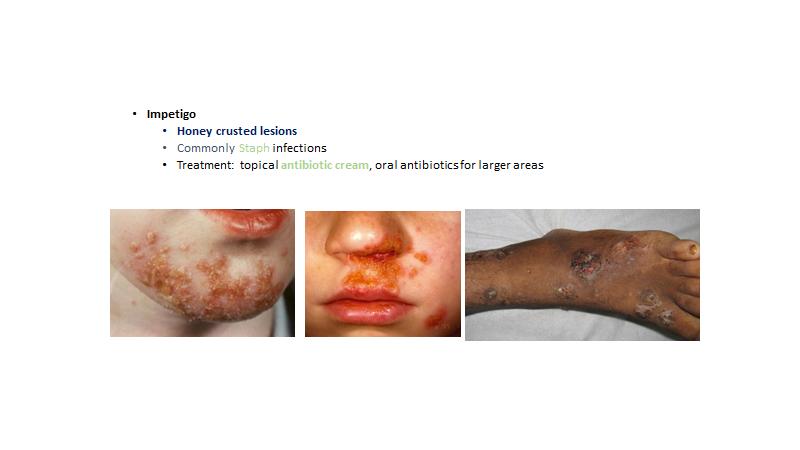 • Impetigo
• Honey crusted lesions
• Commonly Staph infections
• Treatment: topical antibiotic cream, oral antibiotics for larger areas